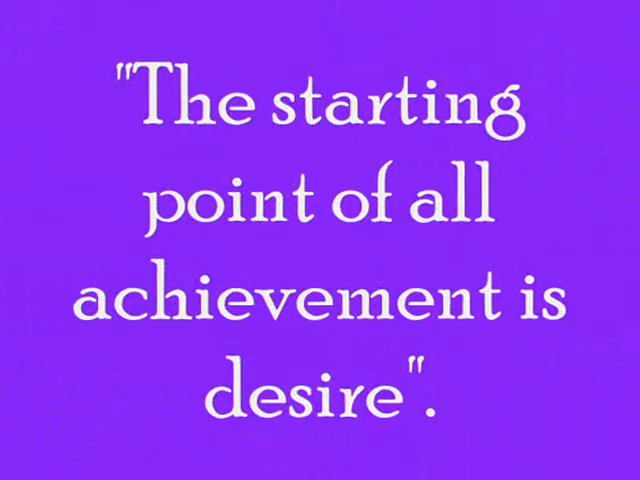 "The starting
point of all
achievement is
desire".